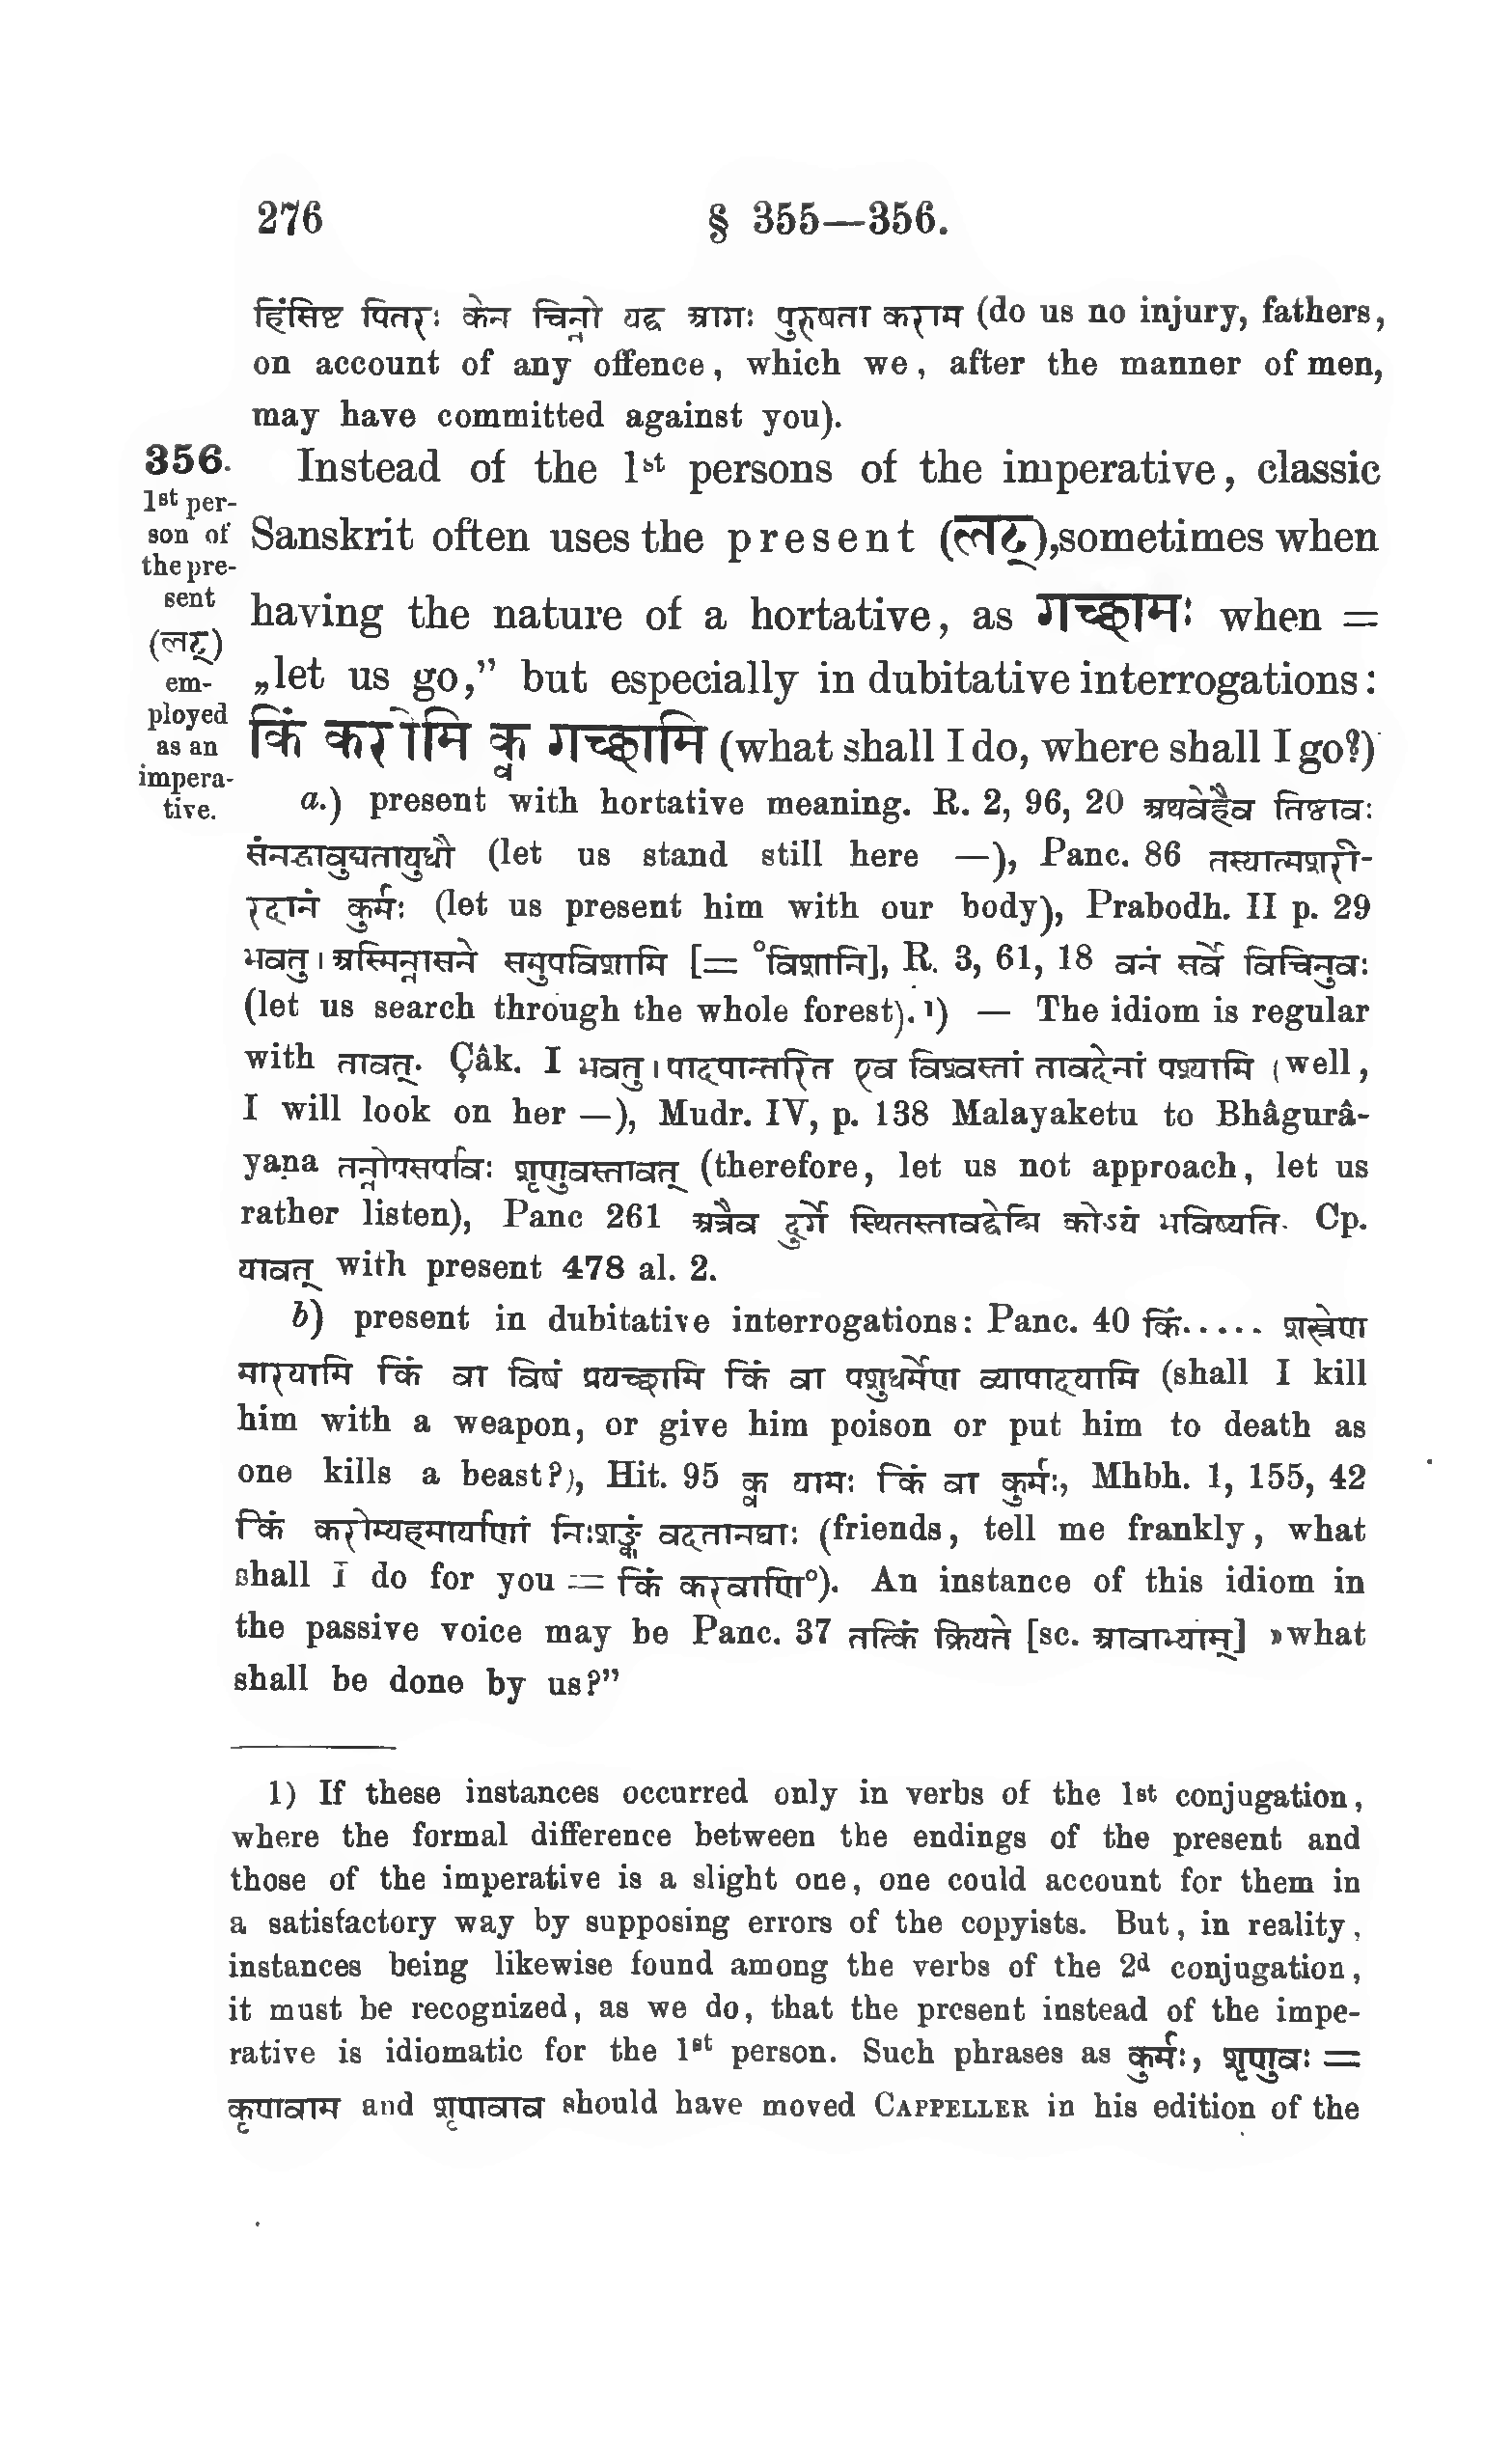 276 § 355—356.
हिंसिष्ट पितरः केन चिन्नो यद्व आगः पुरुषता कराम (do us no injury, fathers,
on account of any offence, which we, after the manner of men,
may have committed against you).
356.
1st per-
son of
the pre-
sent
(लट्)
em-
ployed
as an
impera-
tive.
Instead of the 1st persons of the imperative, classic
Sanskrit often uses the present (लट्),sometimes when
having the nature of a hortative, as गच्छामः when =
„let us go,” but especially in dubitative interrogations:
किं करोमि क्व गच्छामि (what shall I do, where shall I go?)
a.) present with hortative meaning. R. 2, 96, 20 अथवेहैव तिष्ठावः
संनद्धावुद्यतायुधौ (let us stand still here —), Panc. 86 तस्यात्मशरी-
रदानं कुर्मः (let us present him with our body), Prabodh. II p. 29
भवतु। अस्मिन्नासने समुपविशामि [= °विशानि], R. 3, 61, 18 वनं सर्वं विचिनुवः
(let us search through the whole forest).¹) — The idiom is regular
with तावत्. Çâk. I भवतु। पादपान्तरित एव विश्वस्तां तावदेनां पश्यामि (well,
I will look on her —), Mudr. IV, p. 138 Malayaketu to Bhâgurâ-
yaṇa तन्नोपसर्पावः शृणुवस्तावत् (therefore, let us not approach, let us
rather listen), Panc 261 अत्रैव दुर्गे स्थितस्तावद्वेद्मि कोऽयं भविष्यति. Cp.
यावत् with present 478 al. 2.
b) present in dubitative interrogations: Panc. 40 किं..... शस्त्रेण
मारयामि किं वा विषं प्रयच्छामि किं वा पशुधर्मेण व्यापादयामि (shall I kill
him with a weapon, or give him poison or put him to death as
one kills a beast?), Hit. 95 क्व यामः किं वा कुर्मः, Mhbh. 1, 155, 42
किं करोम्यहमार्याणां निःशङ्कं वदतानघाः (friends, tell me frankly, what
shall I do for you = किं करवाणि°). An instance of this idiom in
the passive voice may be Panc. 37 तत्किं क्रियते [sc. आवाभ्याम्] »what
shall be done by us?”
1) If these instances occurred only in verbs of the 1st conjugation,
where the formal difference between the endings of the present and
those of the imperative is a slight one, one could account for them in
a satisfactory way by supposing errors of the copyists. But, in reality,
instances being likewise found among the verbs of the 2d conjugation,
it must be recognized, as we do, that the present instead of the impe-
rative is idiomatic for the 1st person. Such phrases as कुर्मः, शृणुवः =
कृणवाम and शृणवाव should have moved CAPPELLER in his edition of the